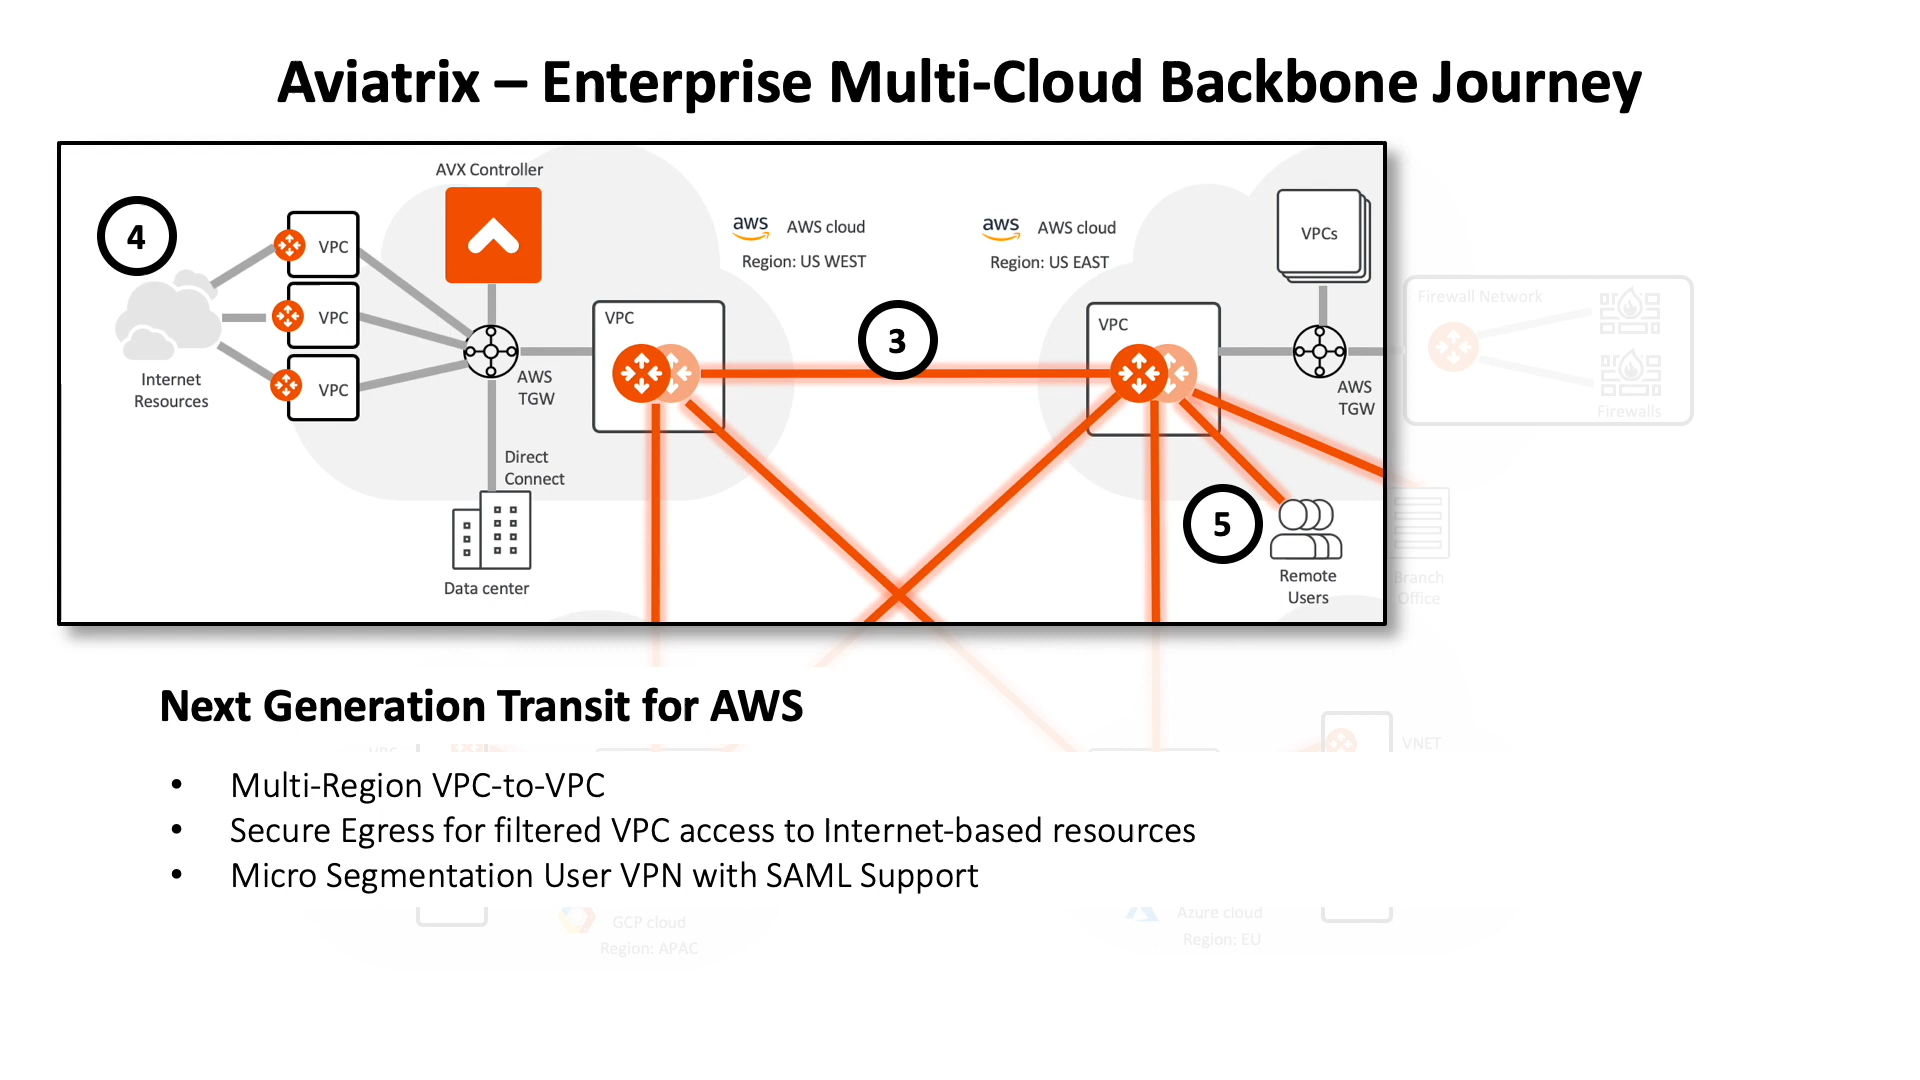 Aviatrix – Enterprise Multi-Cloud Backbone Journey
AVX Controller
4
VPC
VPC
VPC
Internet
Resources
AWS
TGW
Direct
Connect
Data center
VPC
aws AWS cloud
Region: US WEST
3
aws AWS cloud
Region: US EAST
VPC
VPCs
AWS
TGW
5
Remote
Users
Firewall Network
Firewalls
Branch
Office
Next Generation Transit for AWS
VPC
VNET
• Multi-Region VPC-to-VPC
• Secure Egress for filtered VPC access to Internet-based resources
• Micro Segmentation User VPN with SAML Support
GCP cloud
Region: APAC
Azure cloud
Region: EU